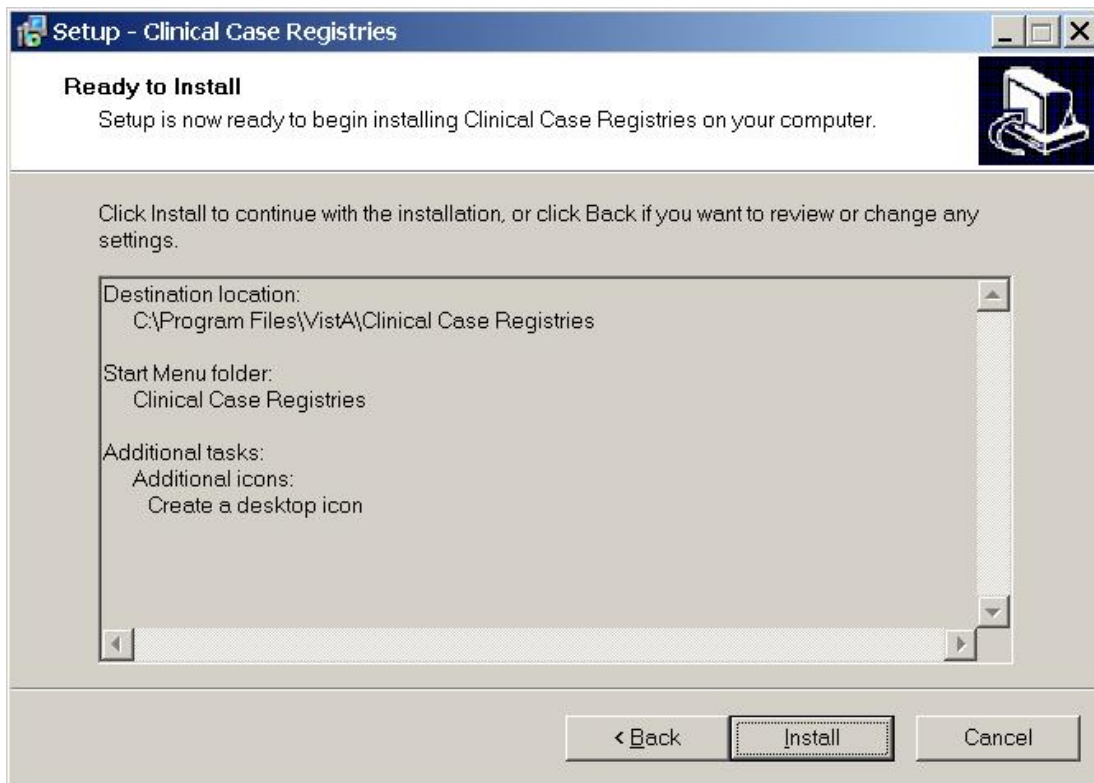 Setup - Clinical Case Registries
Ready to Install
Setup is now ready to begin installing Clinical Case Registries on your computer.
Click Install to continue with the installation, or click Back if you want to review or change any
settings.
Destination location:
C:\Program Files\VistA\Clinical Case Registries
Start Menu folder:
Clinical Case Registries
Additional tasks:
Additional icons:
Create a desktop icon
< Back
Install
Cancel